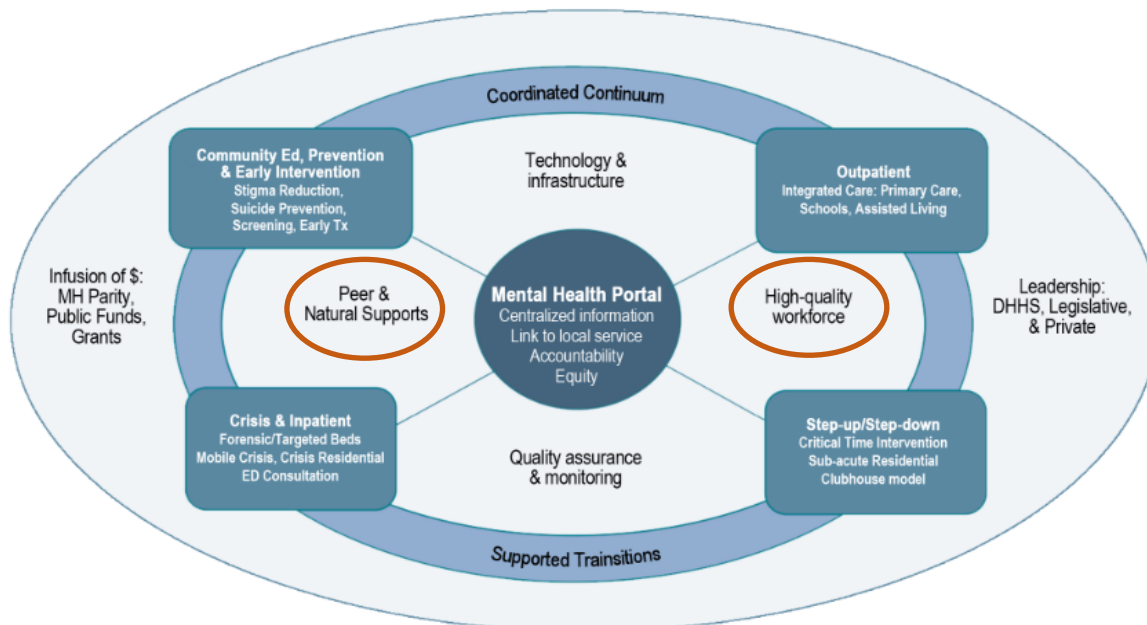 Coordinated Continuum
Community Ed, Prevention
& Early Intervention
Stigma Reduction,
Suicide Prevention,
Screening, Early Tx
Technology &
infrastructure
Outpatient
Integrated Care: Primary Care,
Schools, Assisted Living
Infusion of $:
MH Parity,
Public Funds,
Grants
Peer &
Natural Supports
Mental Health Portal
Centralized information
Link to local service
Accountability
Equity
High-quality
workforce
Leadership:
DHHS, Legislative,
& Private
Crisis & Inpatient
Forensic/Targeted Beds
Mobile Crisis, Crisis Residential
ED Consultation
Quality assurance
& monitoring
Step-up/Step-down
Critical Time Intervention
Sub-acute Residential
Clubhouse model
Supported Trainsitions